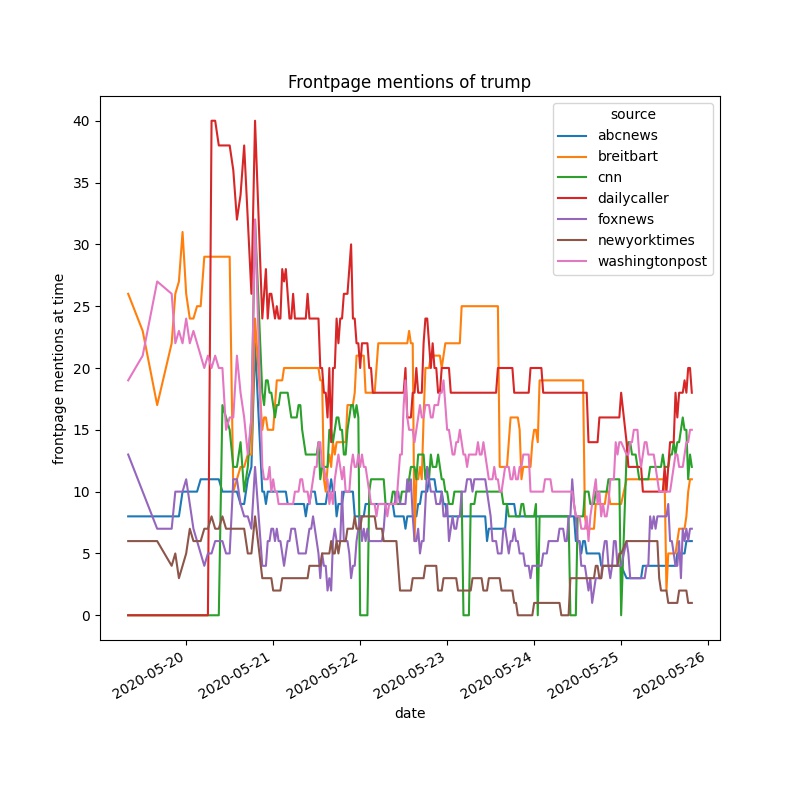 Frontpage mentions of trump
source
abcnews
breitbart
cnn
dailycaller
foxnews
newyorktimes
washingtonpost
frontpage mentions at time
40
35
30
25
20
15
10
5
0
2020-05-20
2020-05-21
2020-05-22
2020-05-23
2020-05-24
2020-05-25
2020-05-26
date